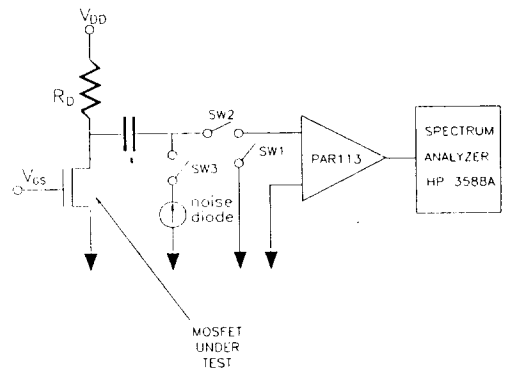 VDD
RD
VGS
SW2
SW1
SW3
noise
diode
PAR113
SPECTRUM
ANALYZER
HP 3588A
MOSFET
UNDER
TEST